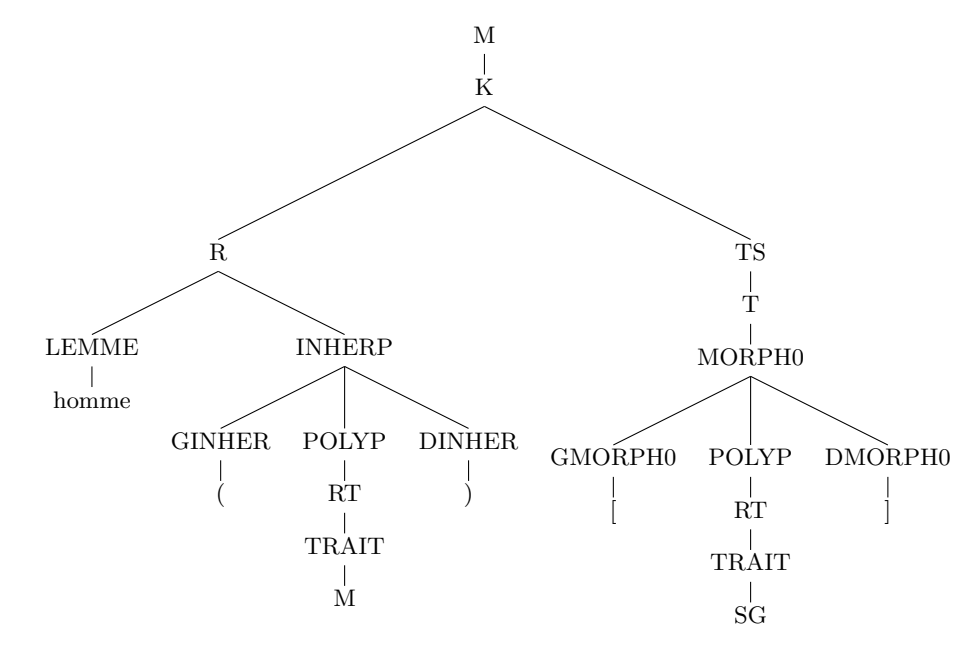 M
K
R TS
T
LEMME INHERP MORPH0
homme
GINHER POLYP DINHER GMORPH0 POLYP DMORPH0
( RT ) [ RT ]
TRAIT TRAIT
M SG